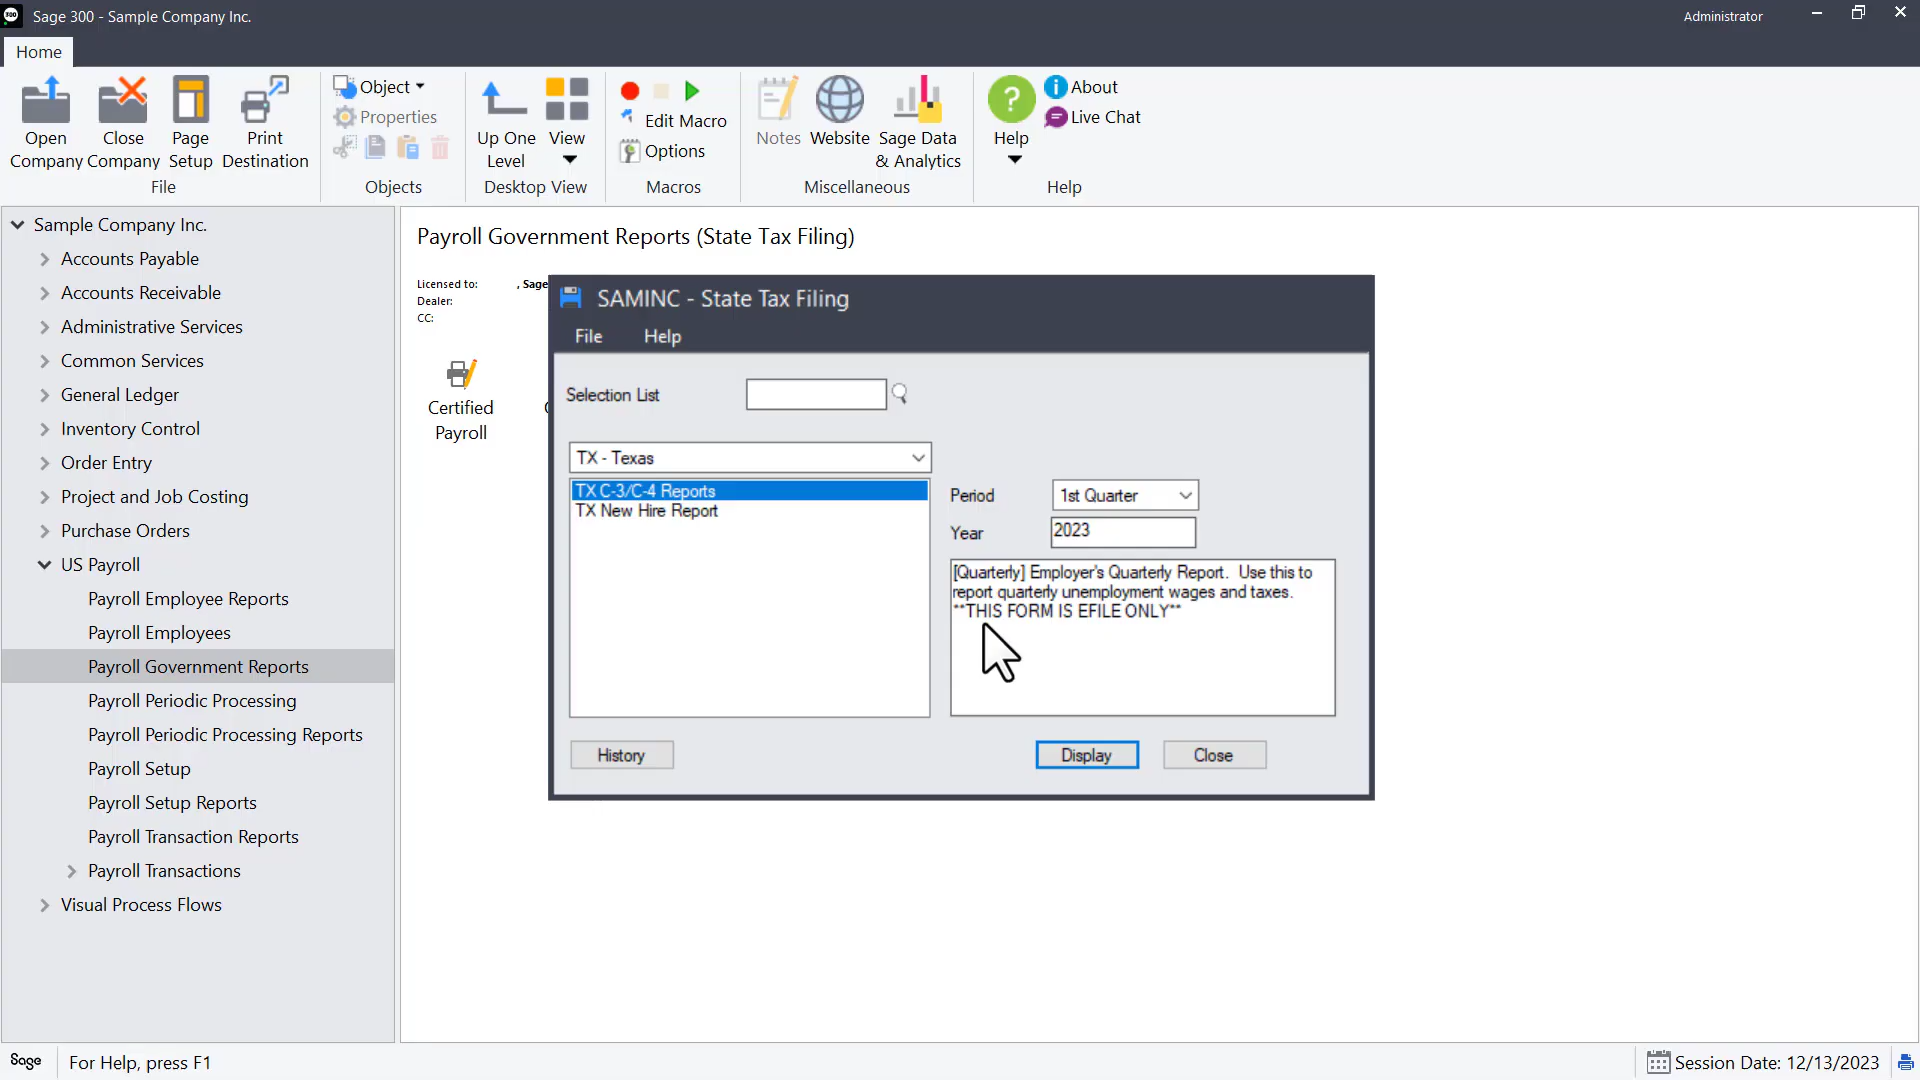 Sage 300 - Sample Company Inc.
Administrator
Home
Open
Company
Close
Company
Page
Setup
Print
Destination
File
Object
Properties
Objects
Up One
Level
View
Desktop View
Edit Macro
Options
Macros
Notes
Website
Sage Data
& Analytics
Miscellaneous
Help
About
Live Chat
Help
Sample Company Inc.
Accounts Payable
Accounts Receivable
Administrative Services
Common Services
General Ledger
Inventory Control
Order Entry
Project and Job Costing
Purchase Orders
US Payroll
Payroll Employee Reports
Payroll Employees
Payroll Government Reports
Payroll Periodic Processing
Payroll Periodic Processing Reports
Payroll Setup
Payroll Setup Reports
Payroll Transaction Reports
Payroll Transactions
Visual Process Flows
Payroll Government Reports (State Tax Filing)
Licensed to: , Sage
Dealer:
CC:
Certified
Payroll
SAMINC - State Tax Filing
File Help
Selection List
TX - Texas
TX C-3/C-4 Reports
TX New Hire Report
Period 1st Quarter
Year 2023
[Quarterly] Employer's Quarterly Report. Use this to
report quarterly unemployment wages and taxes.
**THIS FORM IS EFILE ONLY**
History
Display
Close
Sage
For Help, press F1
Session Date: 12/13/2023